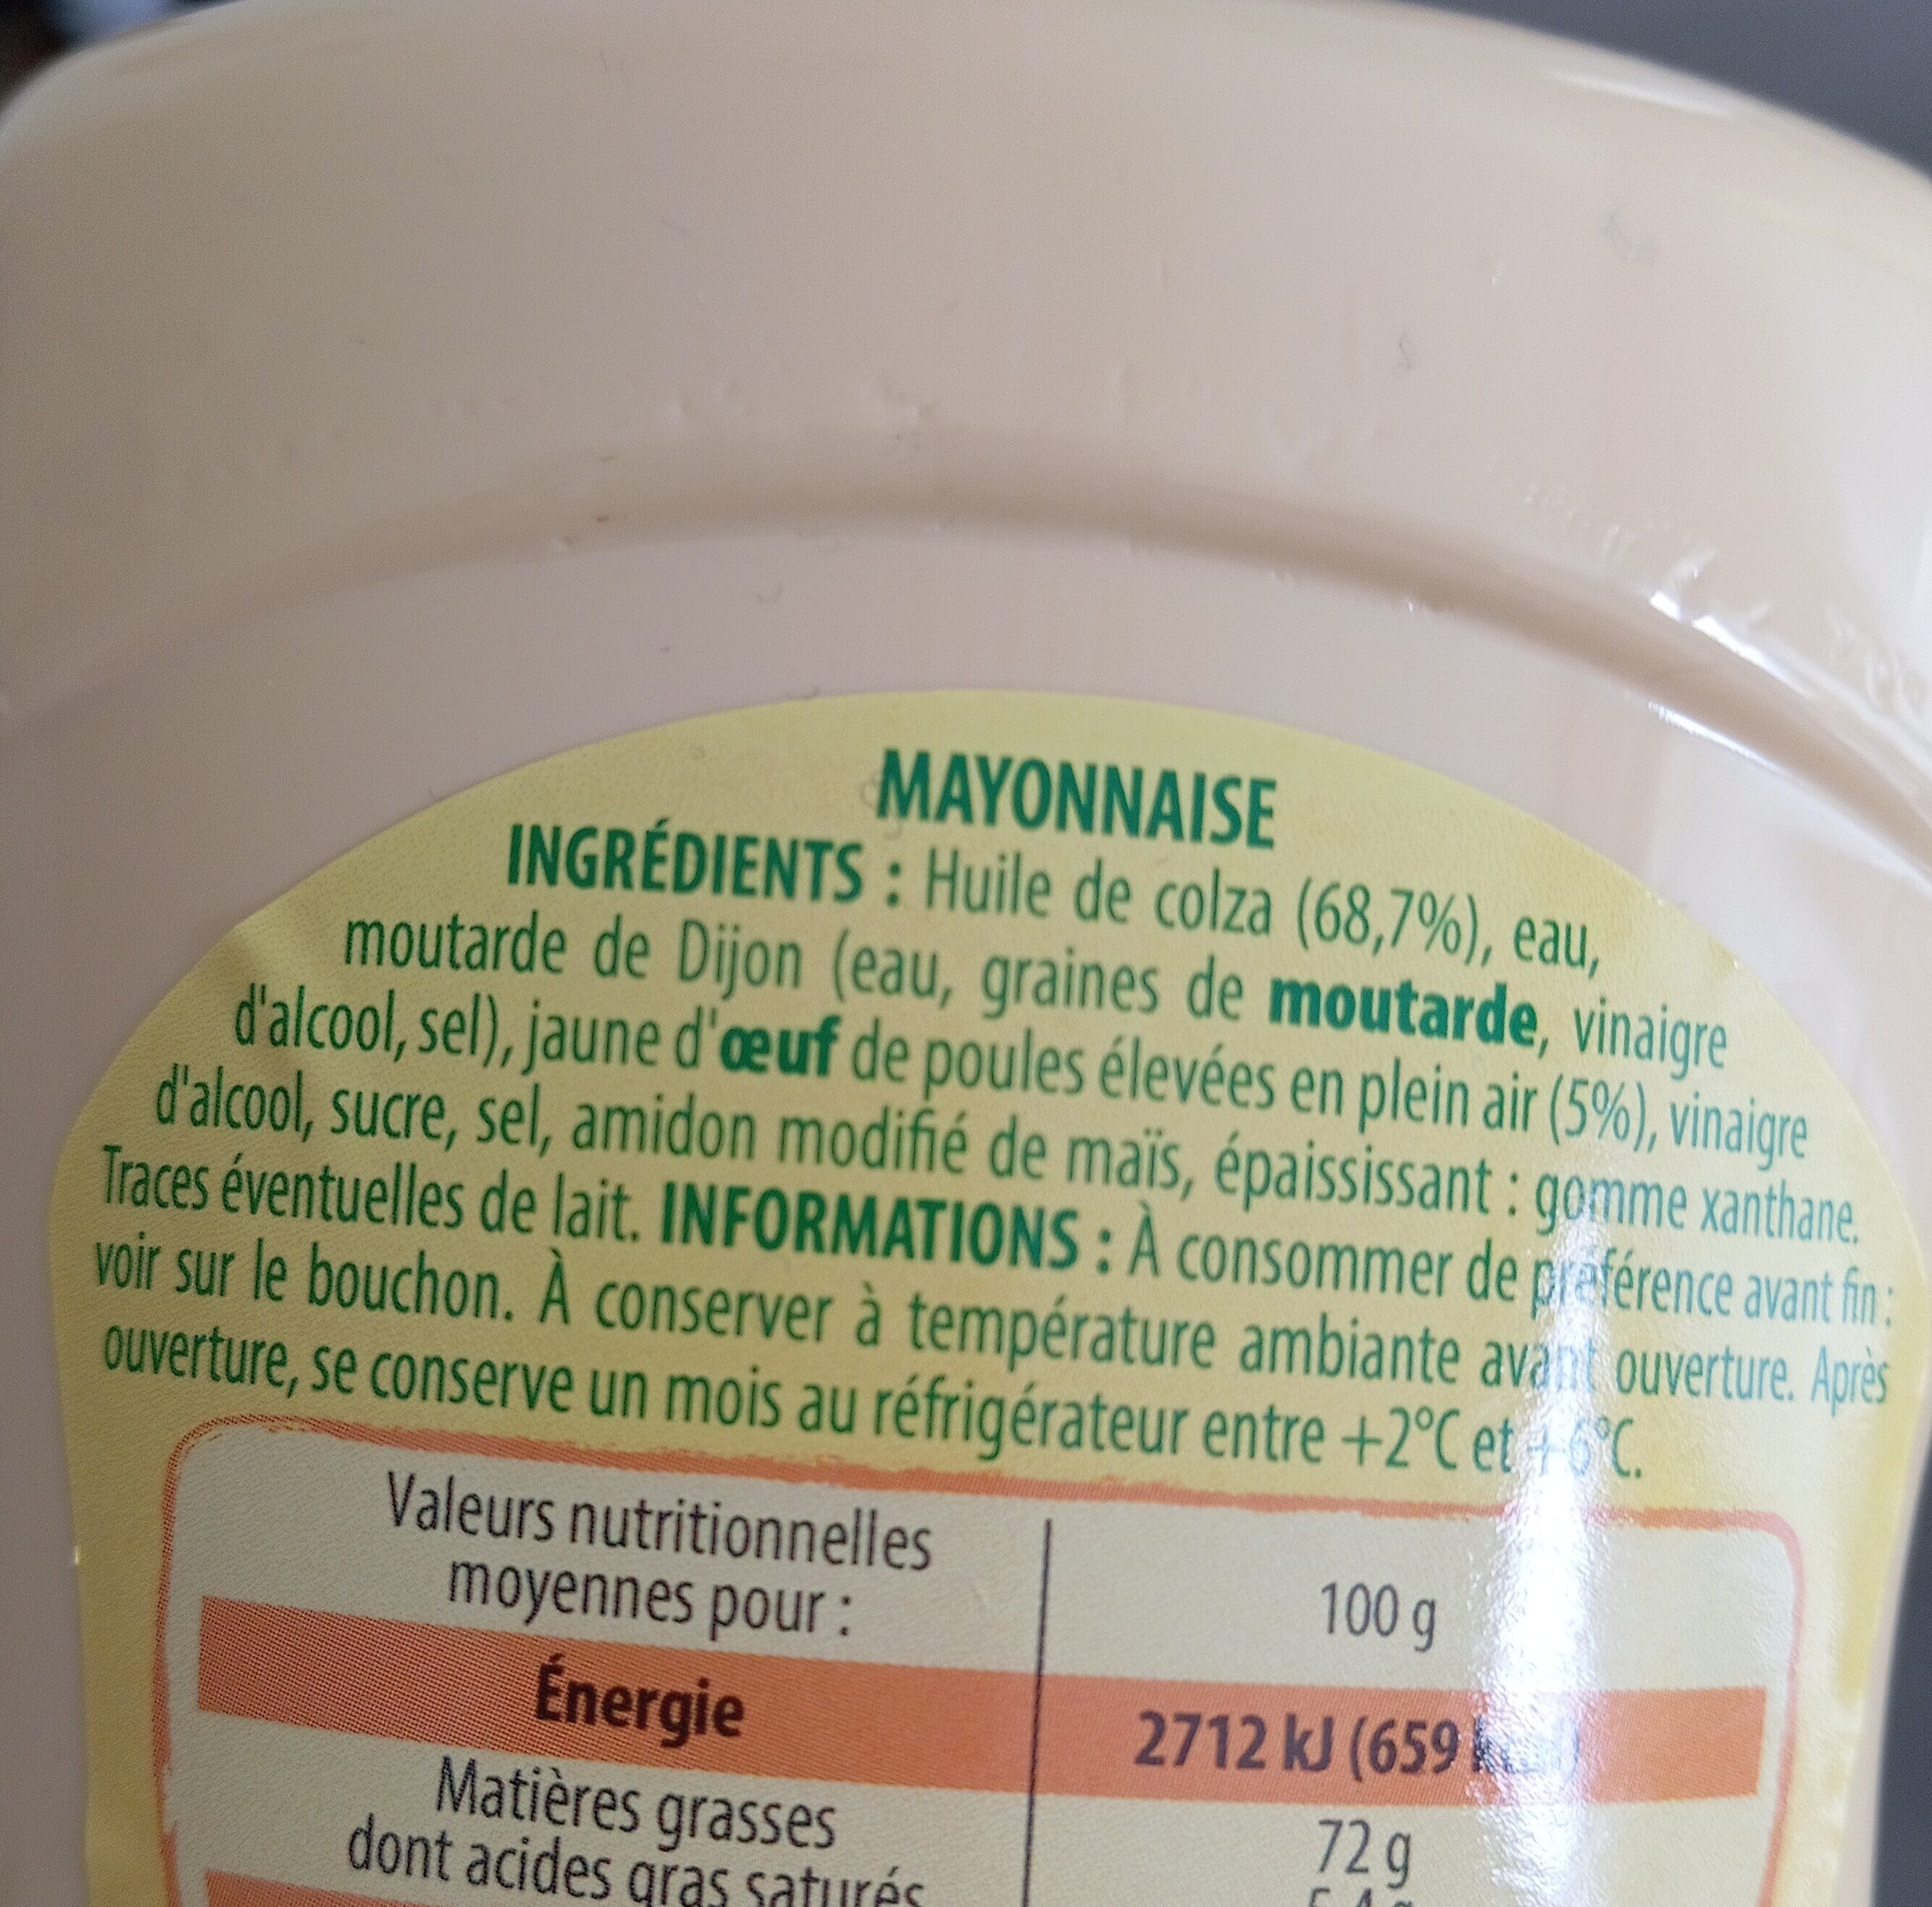 MAYONNAISE
INGRÉDIENTS : Huile de colza (68,7%), eau,
moutarde de Dijon (eau, graines de moutarde, vinaigre
d'alcool, sel), jaune d'œuf de poules élevées en plein air (5%), vinaigre
d'alcool, sucre, sel, amidon modifié de maïs, épaississant : gomme xanthane.
Traces éventuelles de lait. INFORMATIONS : À consommer de préférence avant fin :
voir sur le bouchon. À conserver à température ambiante avant ouverture. Après
ouverture, se conserve un mois au réfrigérateur entre +2°C et +6°C.
Valeurs nutritionnelles
moyennes pour :
100 g
Énergie
2712 kJ (659
Matières grasses
72 g
dont acides gras saturés